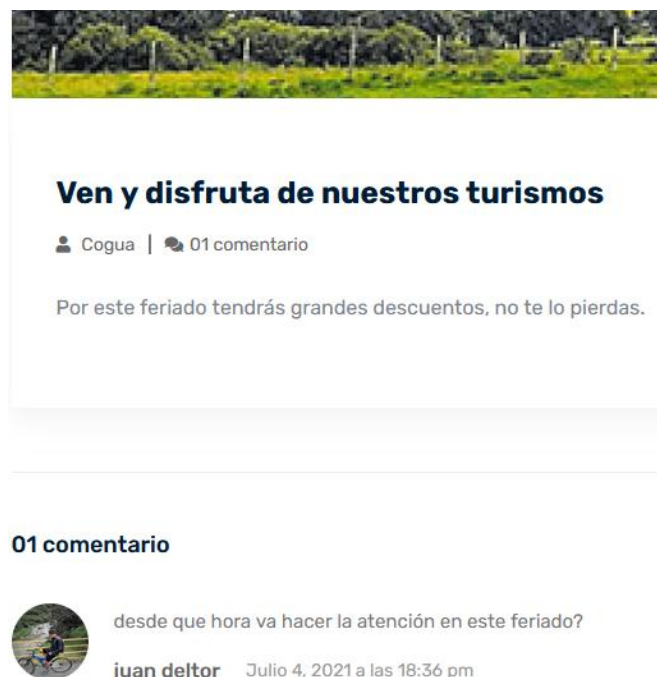 Ven y disfruta de nuestros turismos
Cogua | 01 comentario
Por este feriado tendrás grandes descuentos, no te lo pierdas.
01 comentario
desde que hora va hacer la atención en este feriado?
juan deltor Julio 4, 2021 a las 18:36 pm